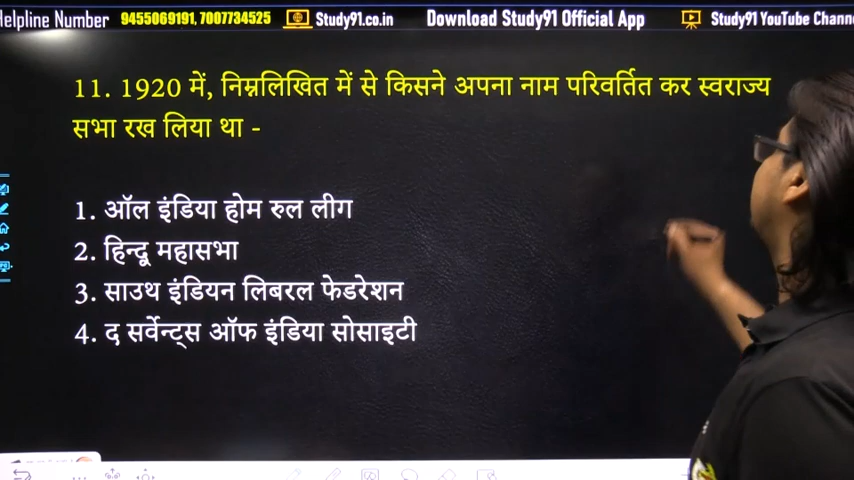 Helpline Number 9455069191, 7007734525 Study91.co.in Download Study91 Official App Study91 YouTube Chann
11. 1920 में, निम्नलिखित में से किसने अपना नाम परिवर्तित कर स्वराज्य
सभा रख लिया था -
1. ऑल इंडिया होम रुल लीग
2. हिन्दू महासभा
3. साउथ इंडियन लिबरल फेडरेशन
4. द सर्वेन्ट्स ऑफ इंडिया सोसाइटी